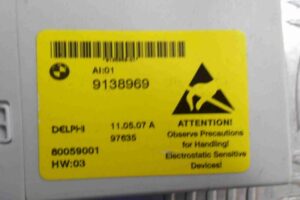 AI:01
9138969
DELPHI
11.05.07 A
97635
80059001
HW:03
ATTENTION!
Observe Precautions
for Handling!
Electrostatic Sensitive
Devices!